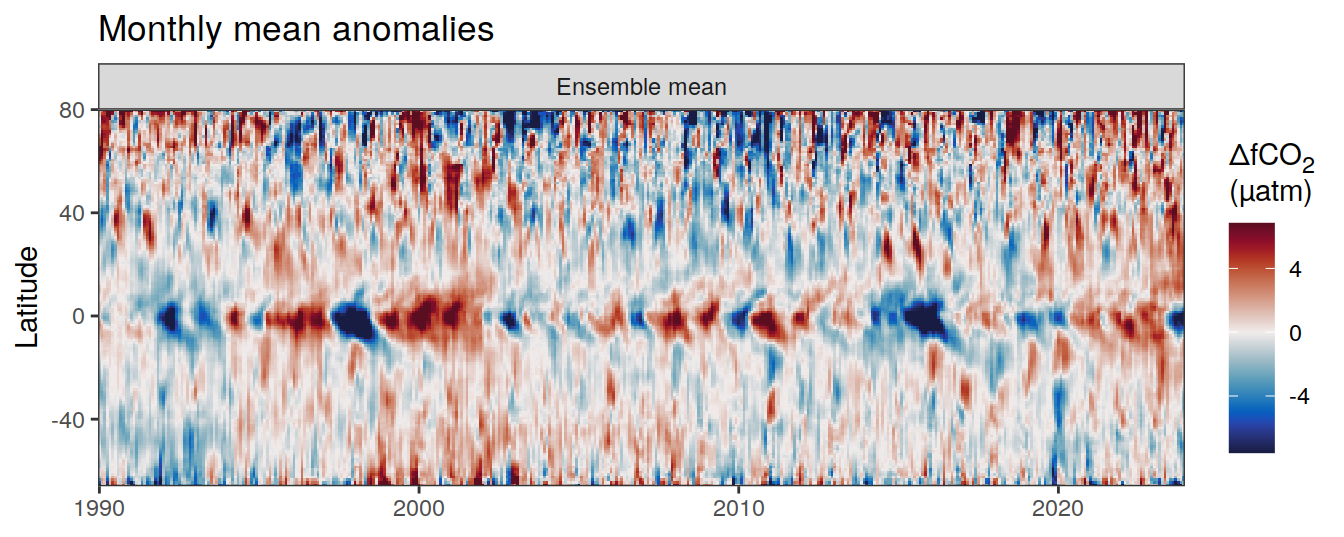 Monthly mean anomalies
Ensemble mean
80
40
0
-40
Latitude
1990
2000
2010
2020
ΔfCO₂
(µatm)
4
0
-4